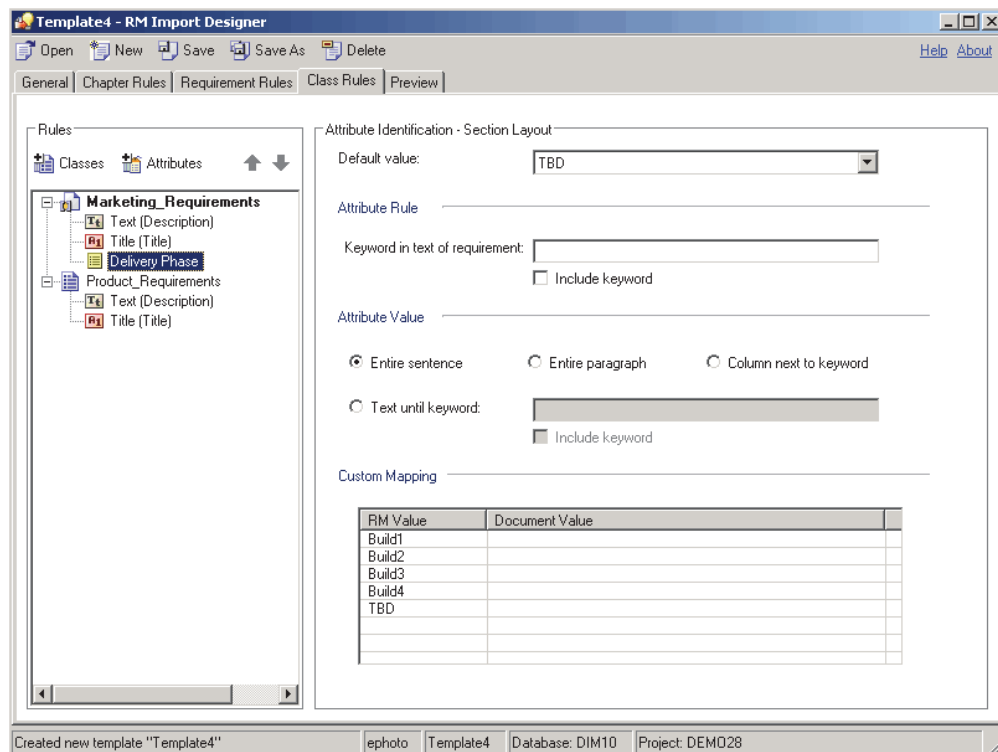 Template4 - RM Import Designer
Open New Save Save As Delete Help About
General Chapter Rules Requirement Rules Class Rules Preview
Rules
Classes Attributes
Marketing_Requirements
Text (Description)
Title (Title)
Delivery Phase
Product_Requirements
Text (Description)
Title (Title)
Attribute Identification - Section Layout
Default value: TBD
Attribute Rule
Keyword in text of requirement:
Include keyword
Attribute Value
Entire sentence Entire paragraph Column next to keyword
Text until keyword:
Include keyword
Custom Mapping
RM Value Document Value
Build1
Build2
Build3
Build4
TBD
Created new template "Template4" ephoto Template4 Database: DIM10 Project: DEMO28